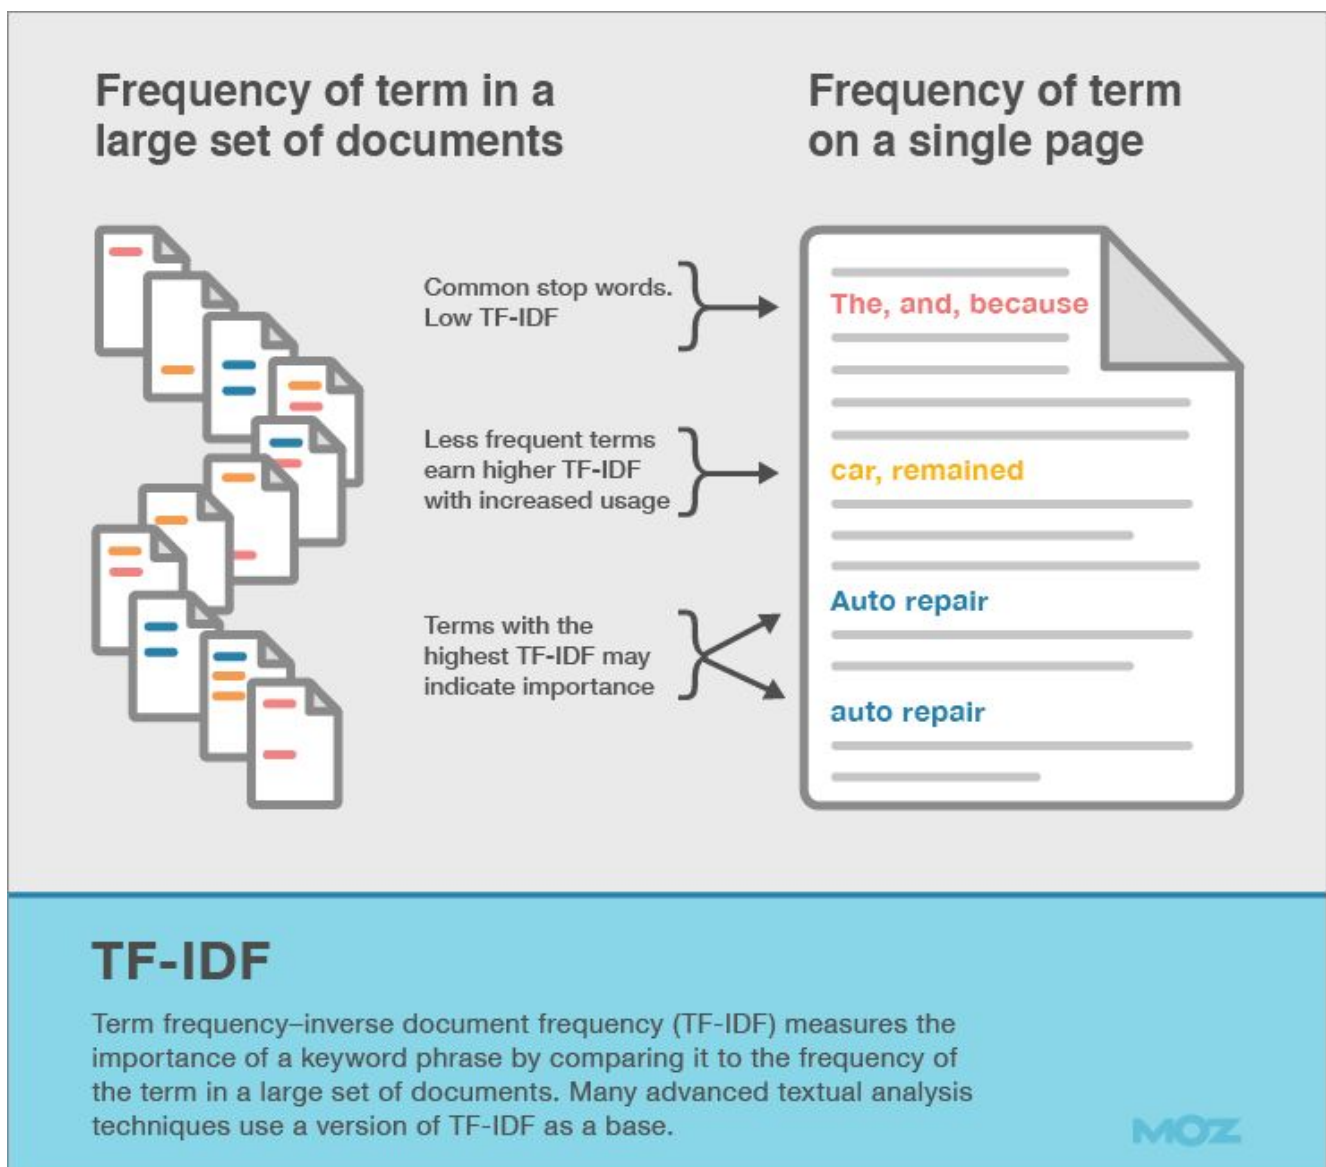 Frequency of term in a
large set of documents
Frequency of term
on a single page
Common stop words.
Low TF-IDF
Less frequent terms
earn higher TF-IDF
with increased usage
Terms with the
highest TF-IDF may
indicate importance
The, and, because
car, remained
Auto repair
auto repair
TF-IDF
Term frequency–inverse document frequency (TF-IDF) measures the
importance of a keyword phrase by comparing it to the frequency of
the term in a large set of documents. Many advanced textual analysis
techniques use a version of TF-IDF as a base.
MOZ